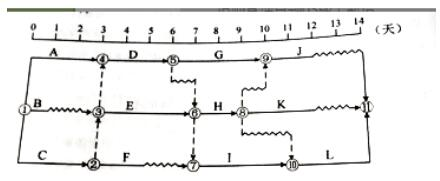 0 1 2 3 4 5 6 7 8 9 10 11 12 13 14 (天)
A ④ D ⑤ G ⑨ J
① B ③ E ⑥ H ⑧ K ⑪
C ② F ⑦ I ⑩ L